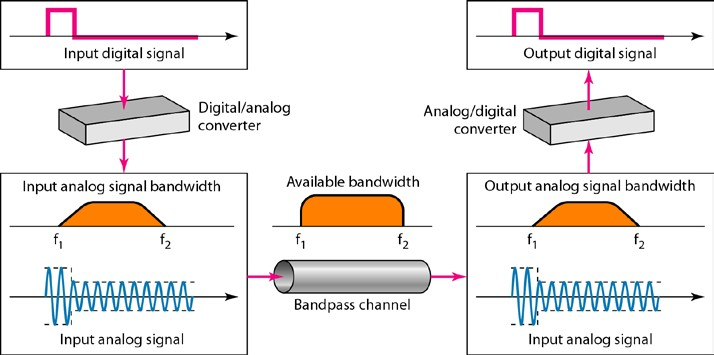 Input digital signal
Output digital signal
Digital/analog
converter
Analog/digital
converter
Input analog signal bandwidth
Available bandwidth
Output analog signal bandwidth
f1
f2
f1
f2
f1
f2
Bandpass channel
Input analog signal
Input analog signal